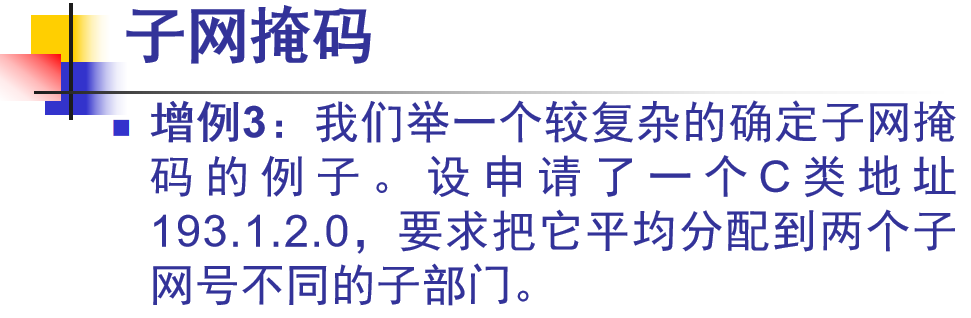 子网掩码
增例3：我们举一个较复杂的确定子网掩
码的例子。设申请了一个C类地址
193.1.2.0，要求把它平均分配到两个子
网号不同的子部门。